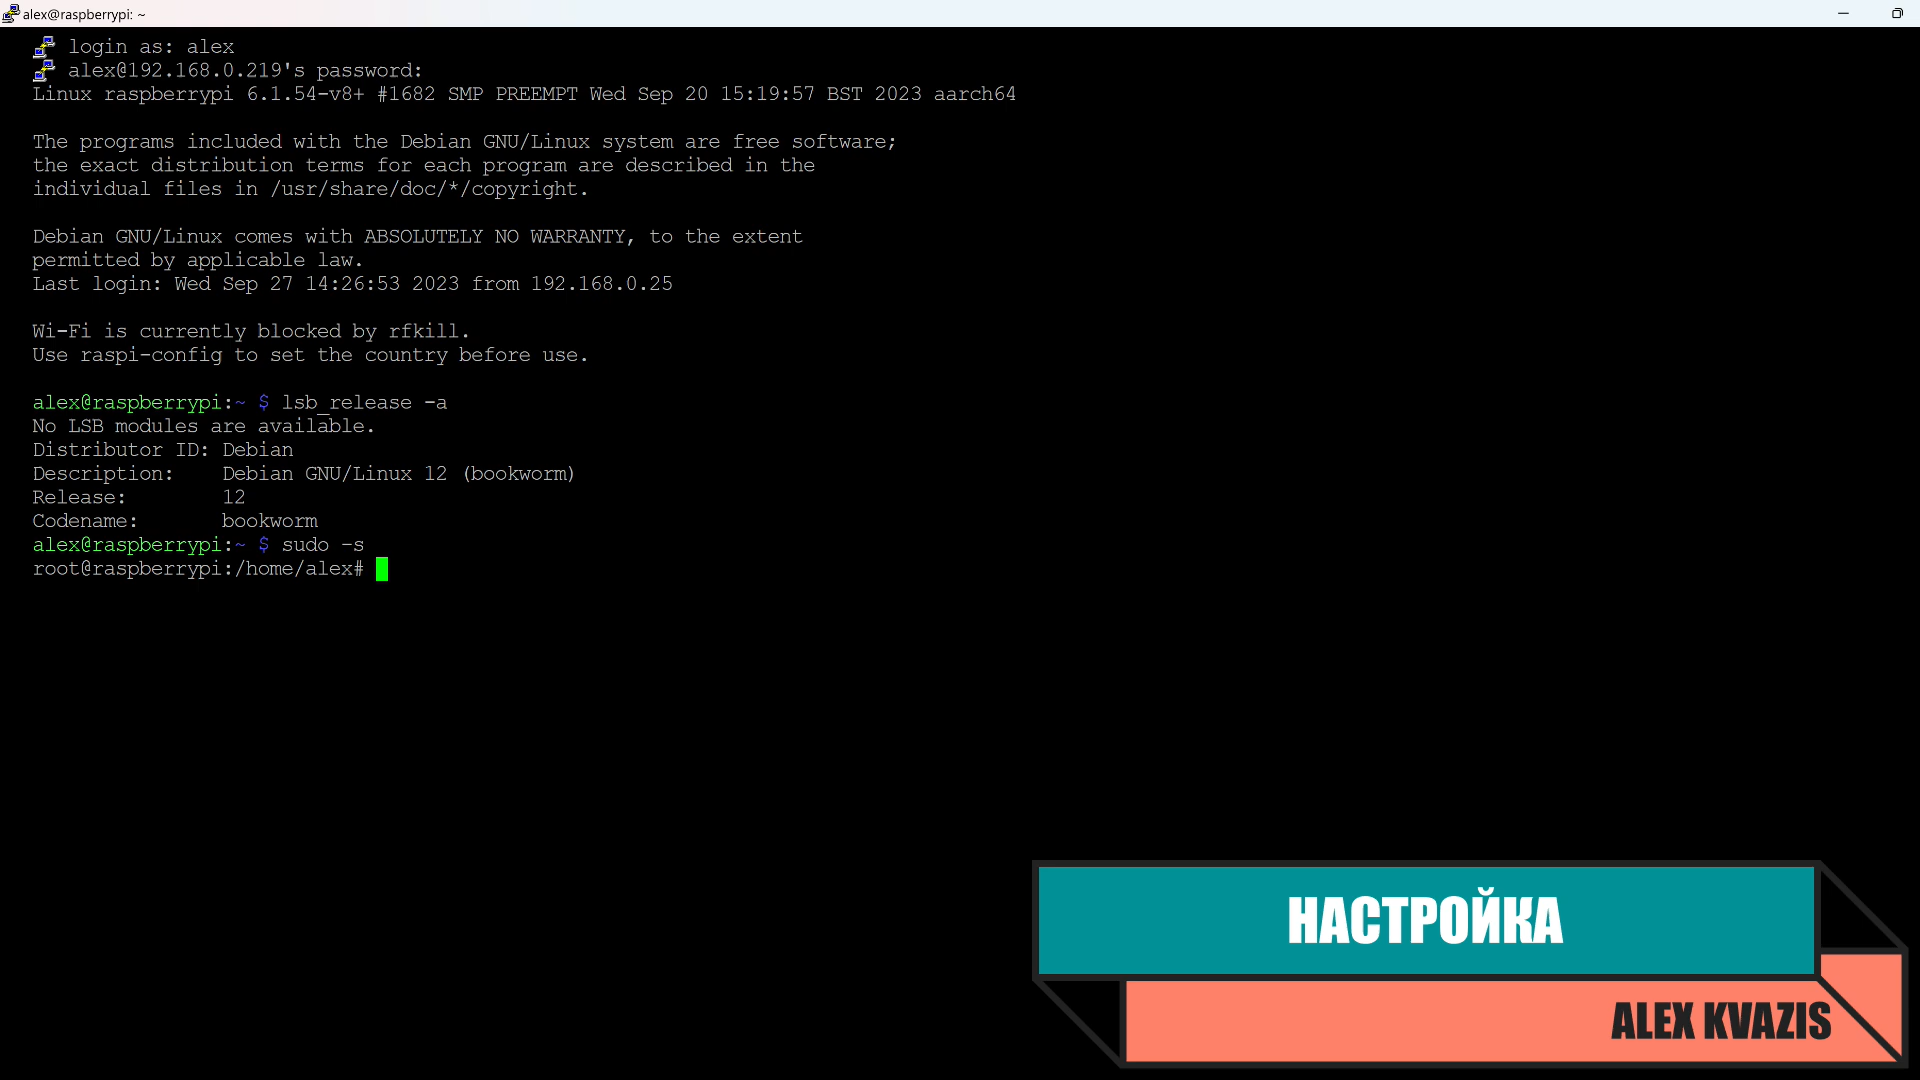 alex@raspberrypi: ~
login as: alex
alex@192.168.0.219's password:
Linux raspberrypi 6.1.54-v8+ #1682 SMP PREEMPT Wed Sep 20 15:19:57 BST 2023 aarch64
The programs included with the Debian GNU/Linux system are free software;
the exact distribution terms for each program are described in the
individual files in /usr/share/doc/*/copyright.
Debian GNU/Linux comes with ABSOLUTELY NO WARRANTY, to the extent
permitted by applicable law.
Last login: Wed Sep 27 14:26:53 2023 from 192.168.0.25
Wi-Fi is currently blocked by rfkill.
Use raspi-config to set the country before use.
alex@raspberrypi:~ $ lsb_release -a
No LSB modules are available.
Distributor ID: Debian
Description:    Debian GNU/Linux 12 (bookworm)
Release:        12
Codename:       bookworm
alex@raspberrypi:~ $ sudo -s
root@raspberrypi:/home/alex#
НАСТРОЙКА
ALEX KVAZIS